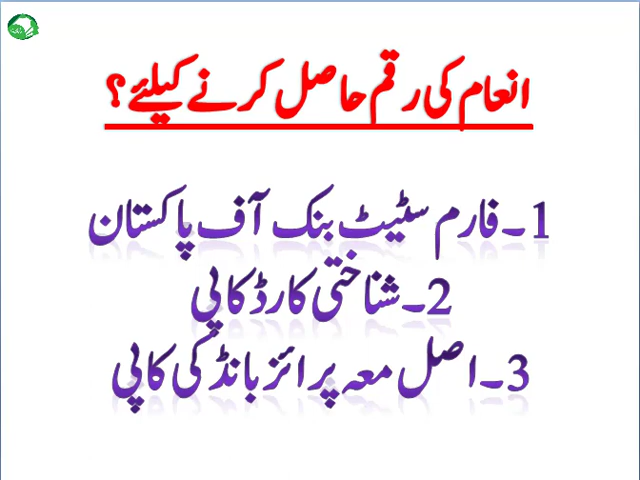 انعام کی رقم حاصل کرنے کیلئے؟
1۔فارم سٹیٹ بنک آف پاکستان
2۔شناختی کارڈ کاپی
3۔اصل معہ پرائز بانڈ کی کاپی